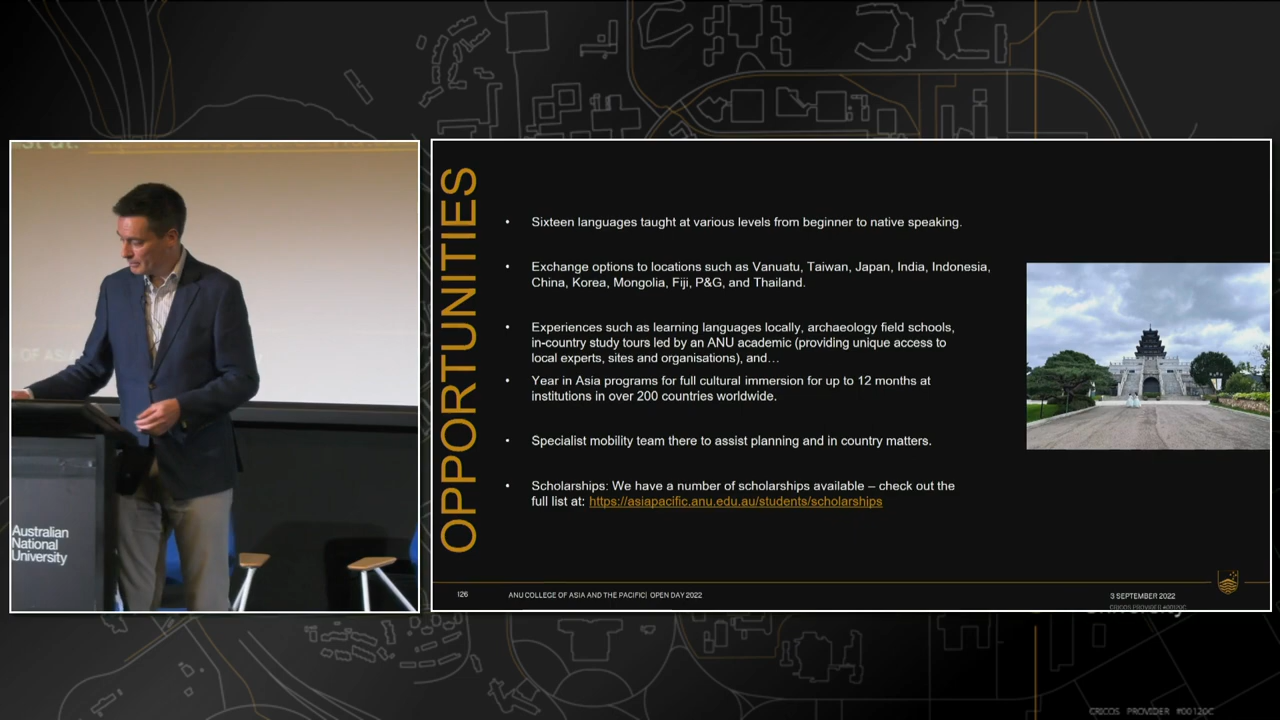 Australian
National
University
OPPORTUNITIES
• Sixteen languages taught at various levels from beginner to native speaking.
• Exchange options to locations such as Vanuatu, Taiwan, Japan, India, Indonesia,
China, Korea, Mongolia, Fiji, P&G, and Thailand.
• Experiences such as learning languages locally, archaeology field schools,
in-country study tours led by an ANU academic (providing unique access to
local experts, sites and organisations), and…
• Year in Asia programs for full cultural immersion for up to 12 months at
institutions in over 200 countries worldwide.
• Specialist mobility team there to assist planning and in country matters.
• Scholarships: We have a number of scholarships available – check out the
full list at: https://asiapacific.anu.edu.au/students/scholarships
126 ANU COLLEGE OF ASIA AND THE PACIFIC| OPEN DAY 2022
3 SEPTEMBER 2022
CRICOS PROVIDER #00120C
CRICOS PROVIDER #00120C